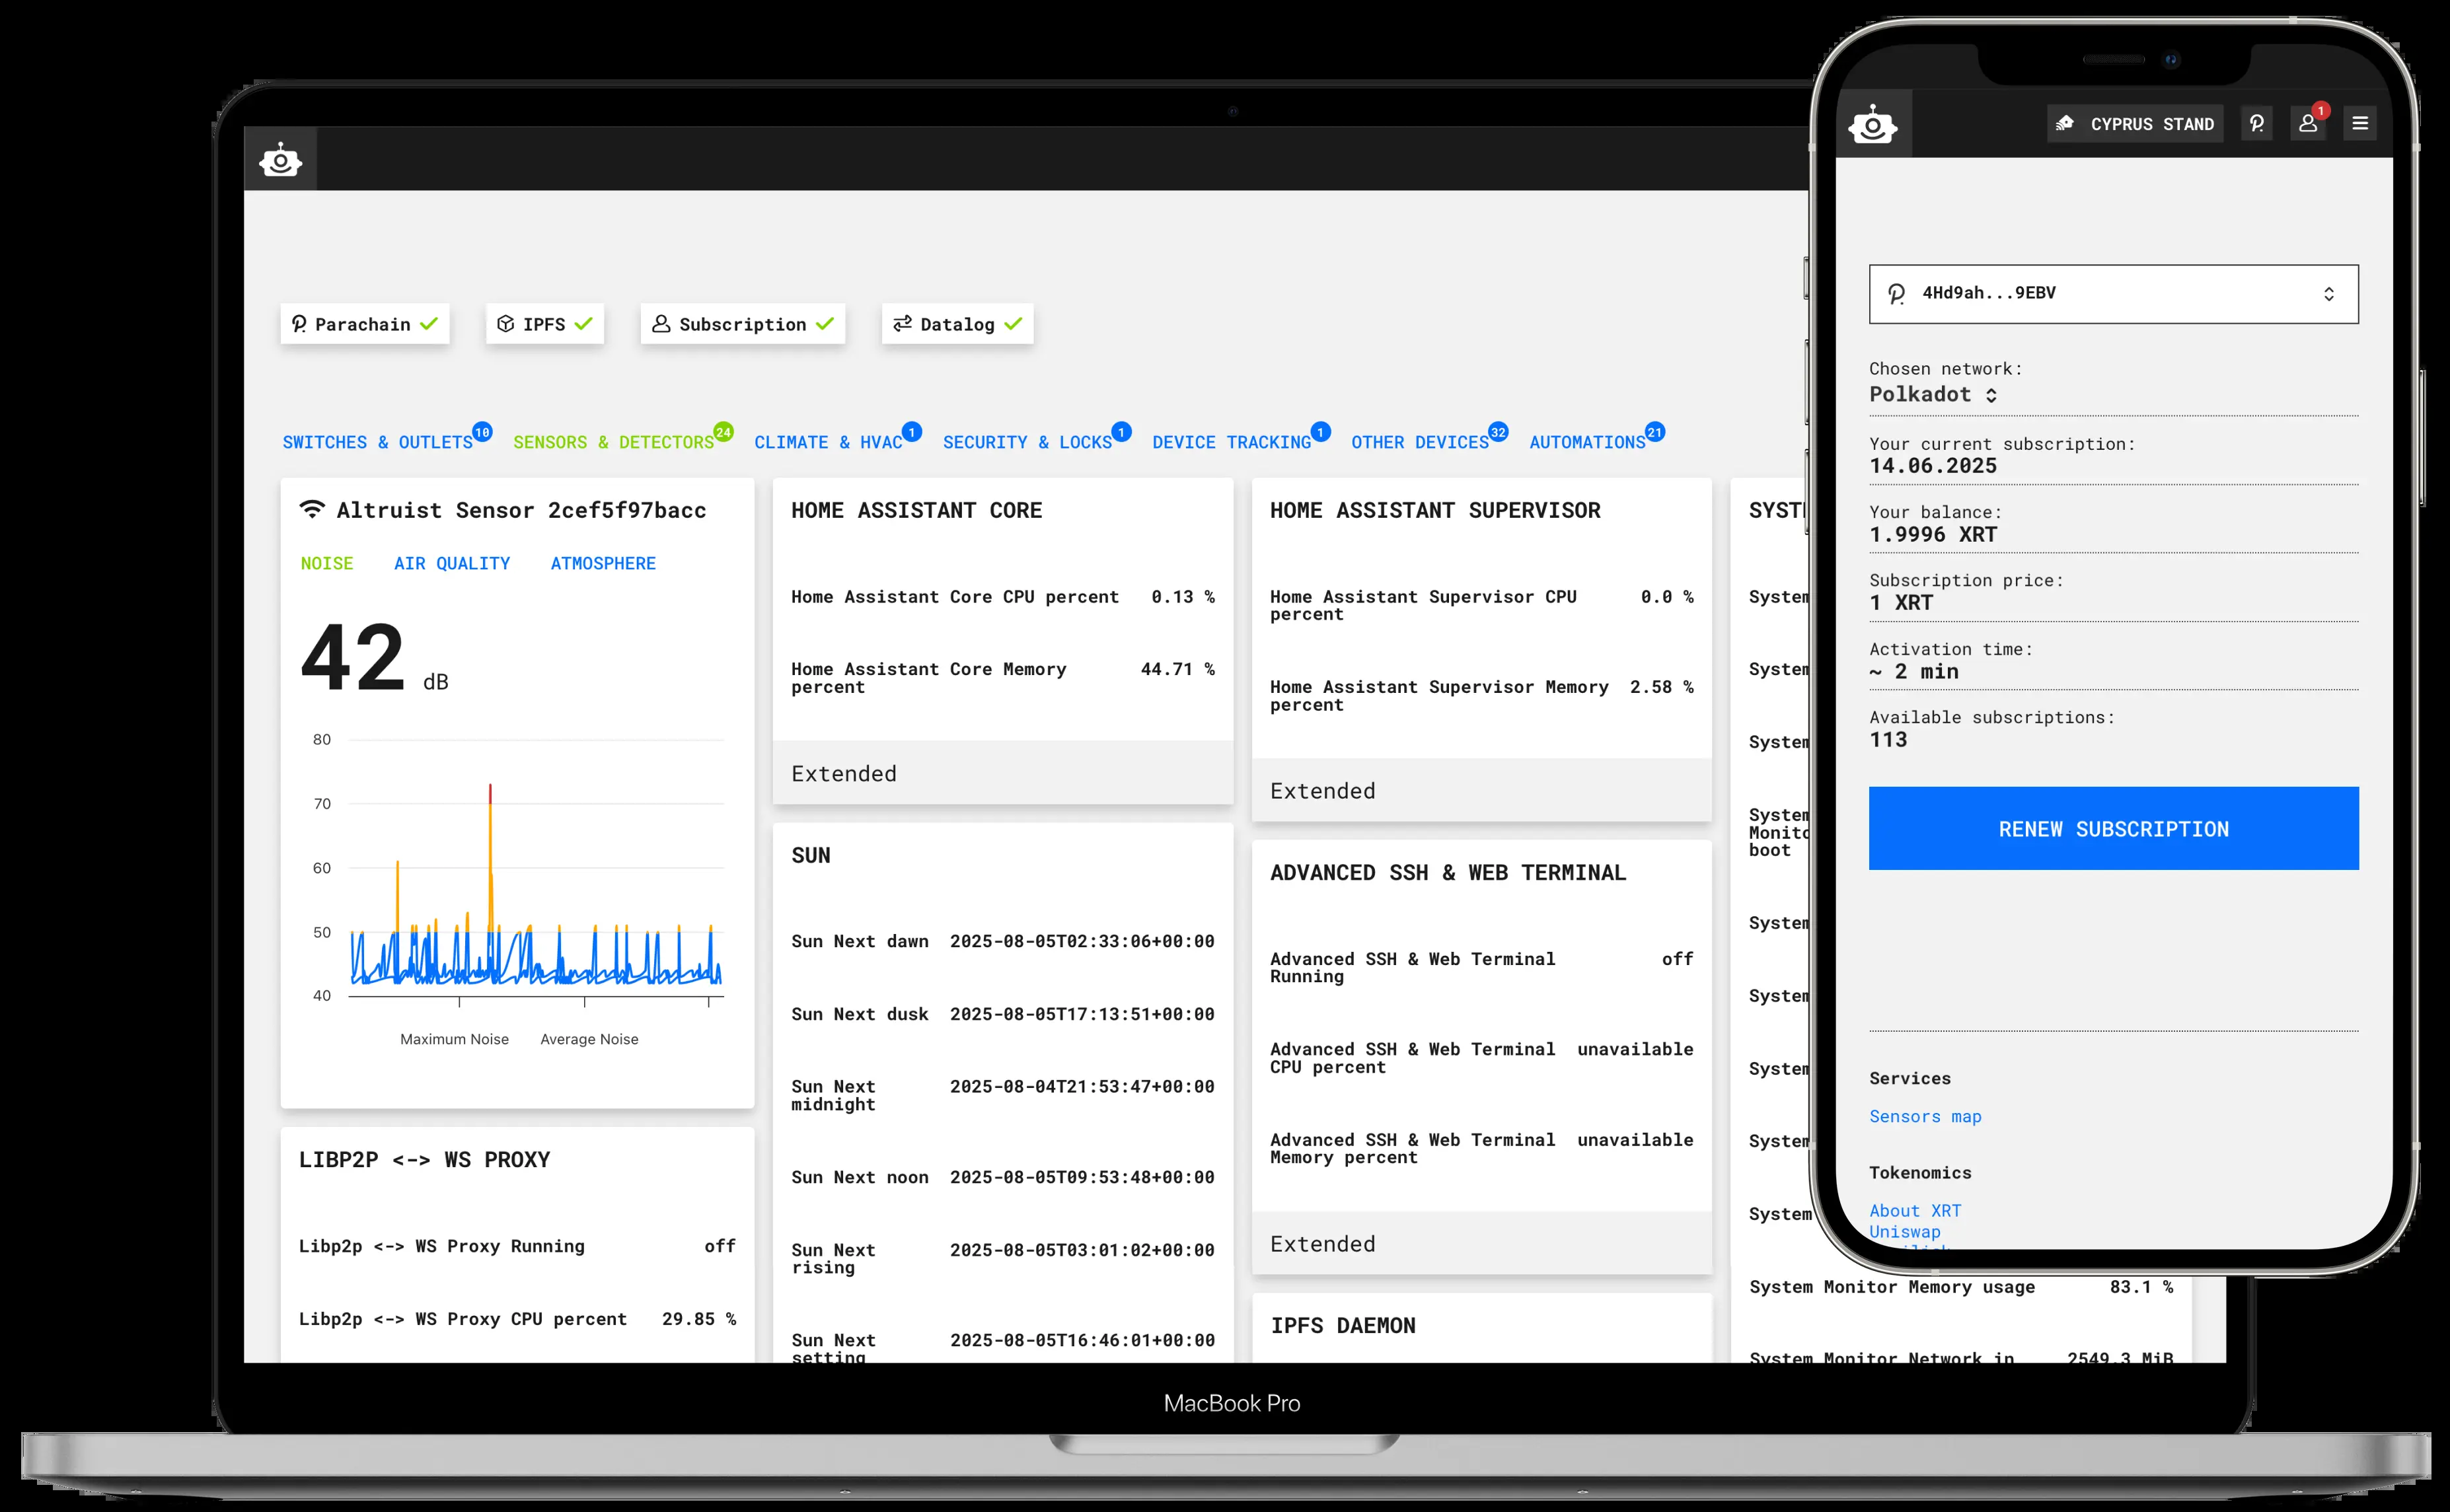 Parachain
IPFS
Subscription
Datalog
SWITCHES & OUTLETS 10
SENSORS & DETECTORS 24
CLIMATE & HVAC 1
SECURITY & LOCKS 1
DEVICE TRACKING 1
OTHER DEVICES 32
AUTOMATIONS 21
Altruist Sensor 2cef5f97bacc
NOISE AIR QUALITY ATMOSPHERE
42 dB
80
70
60
50
40
Maximum Noise Average Noise
LIBP2P <-> WS PROXY
Libp2p <-> WS Proxy Running off
Libp2p <-> WS Proxy CPU percent 29.85 %
HOME ASSISTANT CORE
Home Assistant Core CPU percent 0.13 %
Home Assistant Core Memory 44.71 %
percent
Extended
SUN
Sun Next dawn 2025-08-05T02:33:06+00:00
Sun Next dusk 2025-08-05T17:13:51+00:00
Sun Next 2025-08-04T21:53:47+00:00
midnight
Sun Next noon 2025-08-05T09:53:48+00:00
Sun Next 2025-08-05T03:01:02+00:00
rising
Sun Next 2025-08-05T16:46:01+00:00
setting
HOME ASSISTANT SUPERVISOR
Home Assistant Supervisor CPU 0.0 %
percent
Home Assistant Supervisor Memory 2.58 %
percent
Extended
ADVANCED SSH & WEB TERMINAL
Advanced SSH & Web Terminal off
Running
Advanced SSH & Web Terminal unavailable
CPU percent
Advanced SSH & Web Terminal unavailable
Memory percent
Extended
IPFS DAEMON
SYST
System
System
System
System
Monito
boot
System
System
System
System
System
System Monitor Memory usage 83.1 %
System Monitor Network in 2549.3 MiB
MacBook Pro
CYPRUS STAND
1
4Hd9ah...9EBV
Chosen network:
Polkadot
Your current subscription:
14.06.2025
Your balance:
1.9996 XRT
Subscription price:
1 XRT
Activation time:
~ 2 min
Available subscriptions:
113
RENEW SUBSCRIPTION
Services
Sensors map
Tokenomics
About XRT
Uniswap